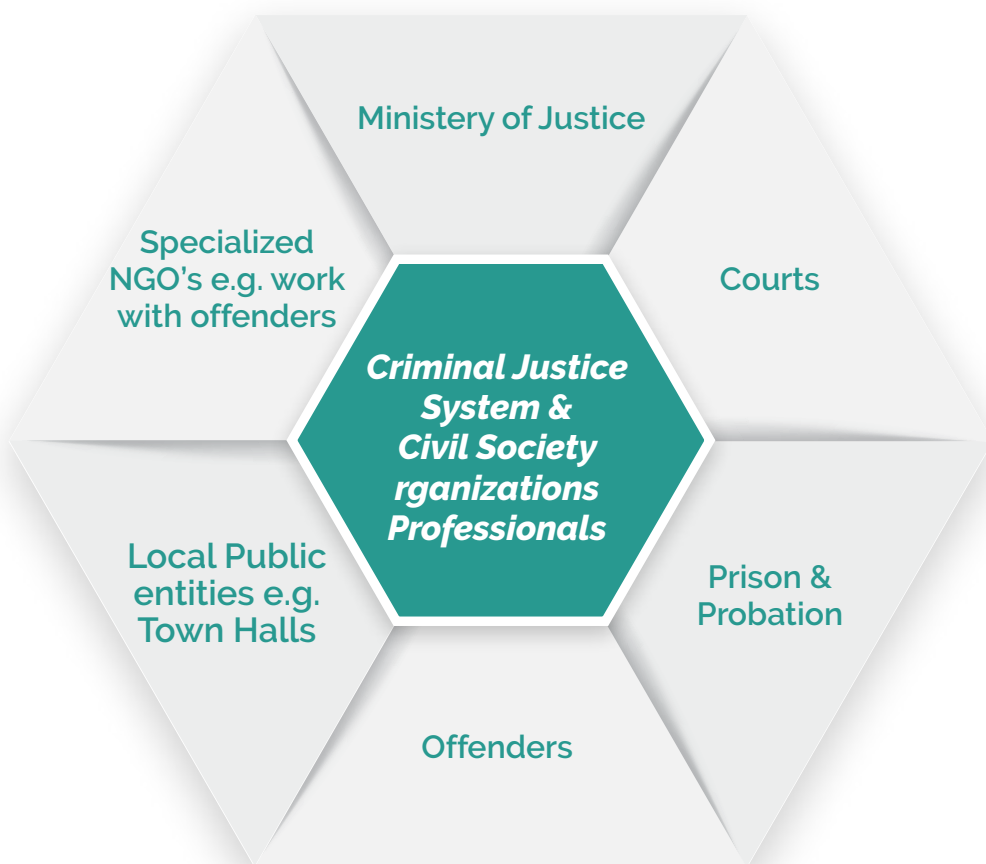 Ministery of Justice
Specialized
NGO's e.g. work
with offenders
Courts
Criminal Justice
System &
Civil Society
rganizations
Professionals
Local Public
entities e.g.
Town Halls
Prison &
Probation
Offenders